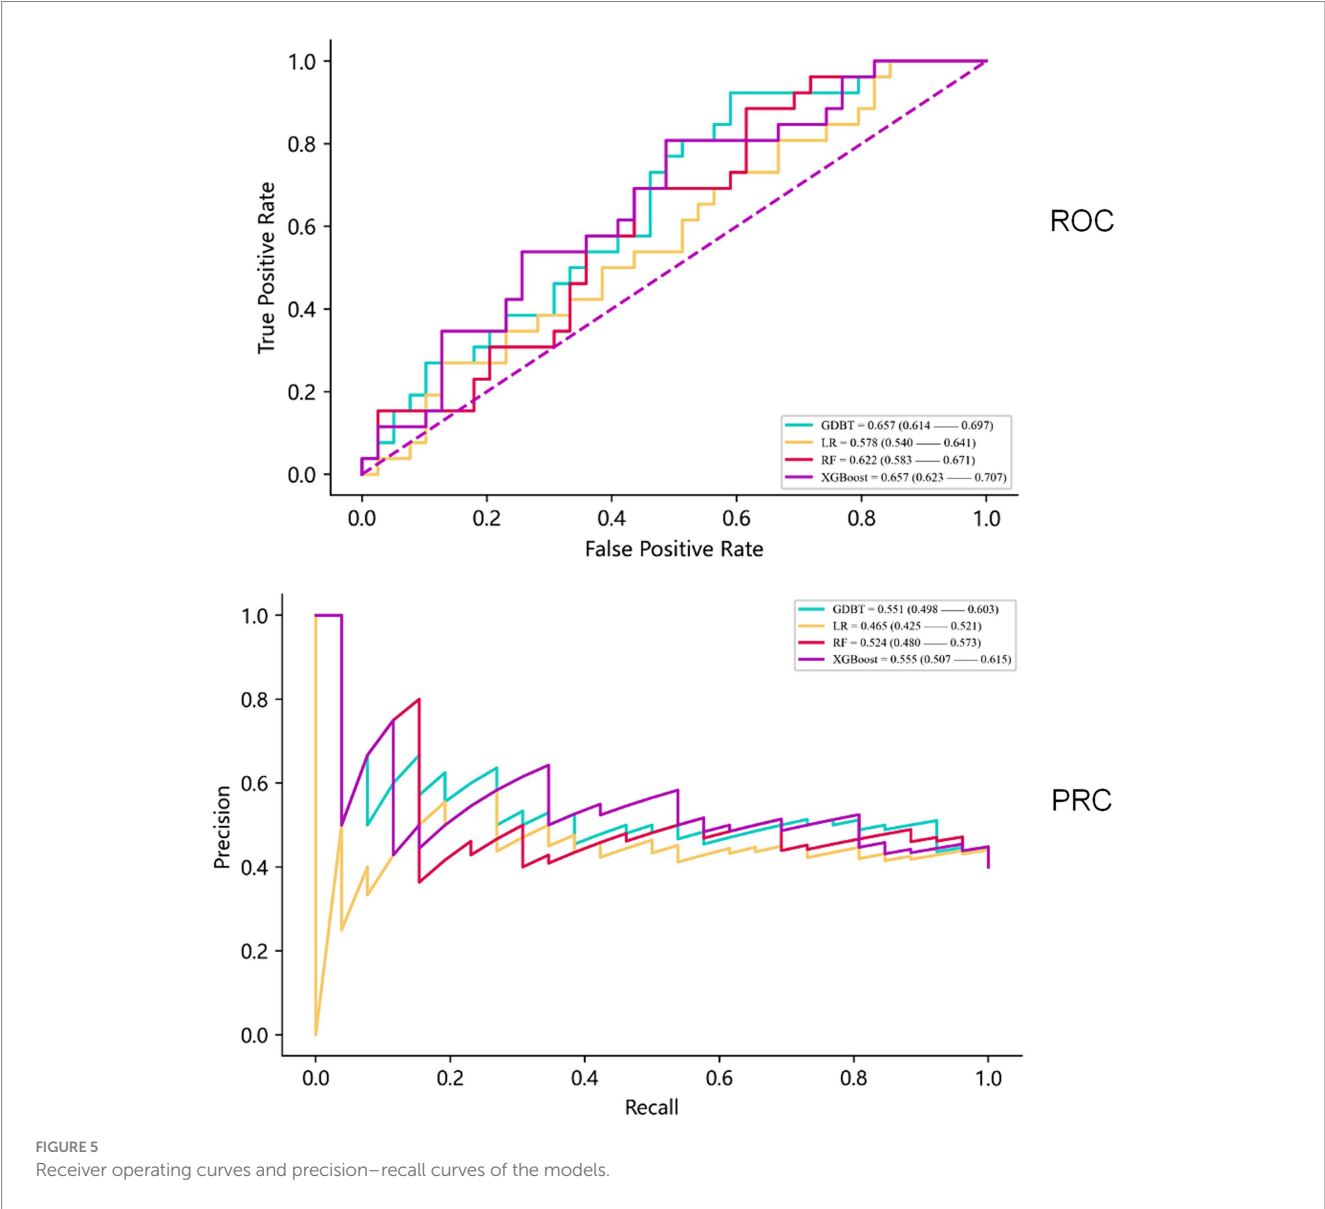 1.0
0.8
0.6
0.4
0.2
0.0
True Positive Rate
0.0 0.2 0.4 0.6 0.8 1.0
False Positive Rate
GDBT = 0.657 (0.614 —— 0.697)
LR = 0.578 (0.540 —— 0.641)
RF = 0.622 (0.583 —— 0.671)
XGBoost = 0.657 (0.623 —— 0.707)
ROC
1.0
0.8
0.6
0.4
0.2
0.0
Precision
0.0 0.2 0.4 0.6 0.8 1.0
Recall
GDBT = 0.551 (0.498 —— 0.603)
LR = 0.465 (0.425 —— 0.521)
RF = 0.524 (0.480 —— 0.573)
XGBoost = 0.555 (0.507 —— 0.615)
PRC
FIGURE 5
Receiver operating curves and precision–recall curves of the models.